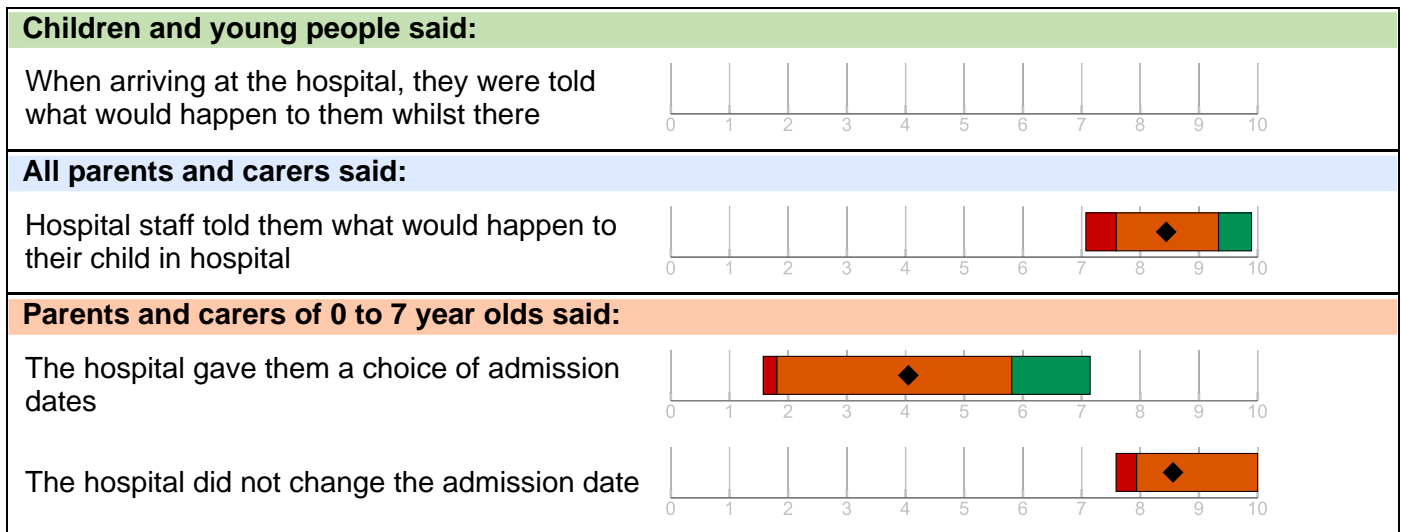 Children and young people said:
When arriving at the hospital, they were told
what would happen to them whilst there
0 1 2 3 4 5 6 7 8 9 10
All parents and carers said:
Hospital staff told them what would happen to
their child in hospital
0 1 2 3 4 5 6 7 8 9 10
Parents and carers of 0 to 7 year olds said:
The hospital gave them a choice of admission
dates
0 1 2 3 4 5 6 7 8 9 10
The hospital did not change the admission date
0 1 2 3 4 5 6 7 8 9 10